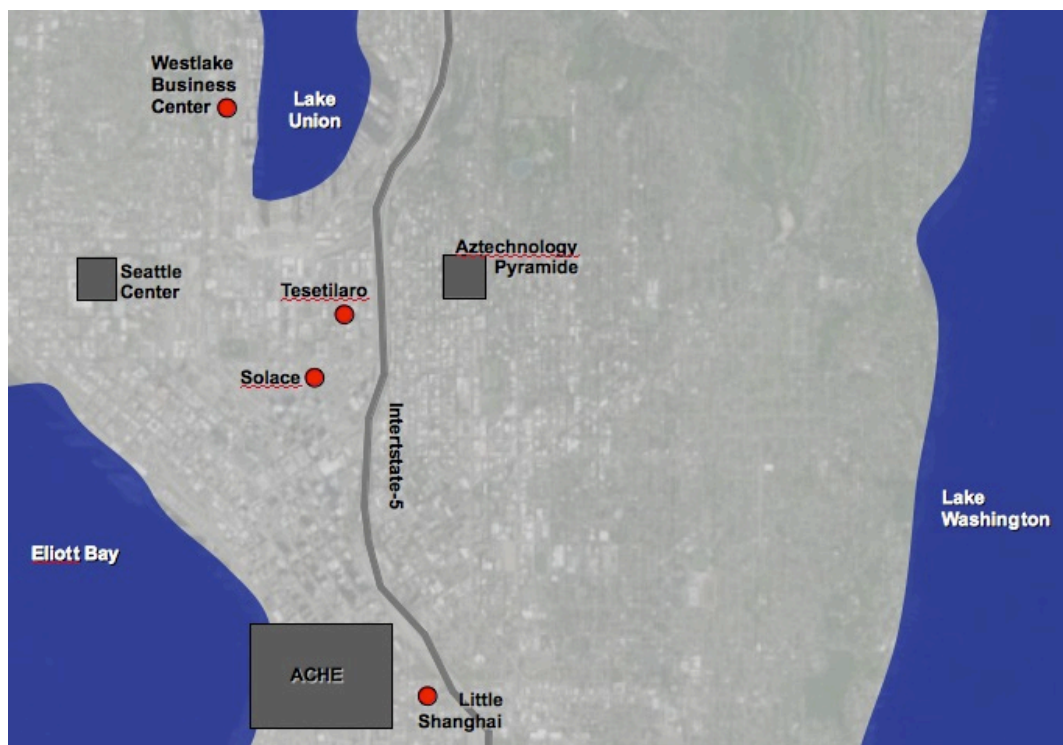 Westlake
Business
Center
Lake
Union
Aztechnology
Pyramide
Seattle
Center
Tesetilaro
Solace
Intertstate-5
Lake
Washington
Eliott Bay
ACHE
Little
Shanghai